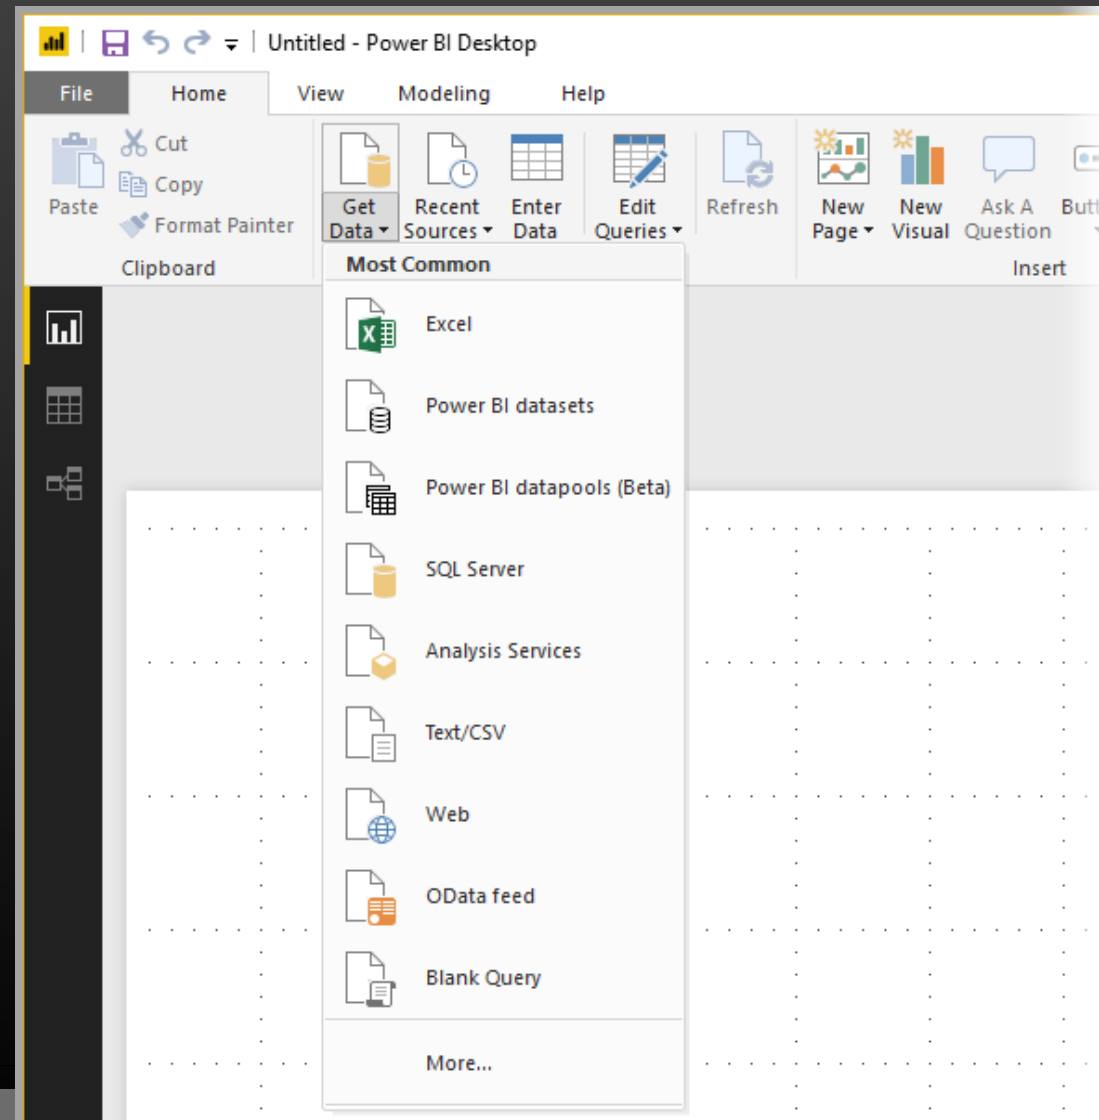 Untitled - Power BI Desktop
File Home View Modeling Help
Cut
Copy
Format Painter
Paste
Clipboard
Get Data
Recent Sources
Enter Data
Edit Queries
Refresh
New Page
New Visual
Ask A Question
Butt
Insert
Most Common
Excel
Power BI datasets
Power BI datapools (Beta)
SQL Server
Analysis Services
Text/CSV
Web
OData feed
Blank Query
More...